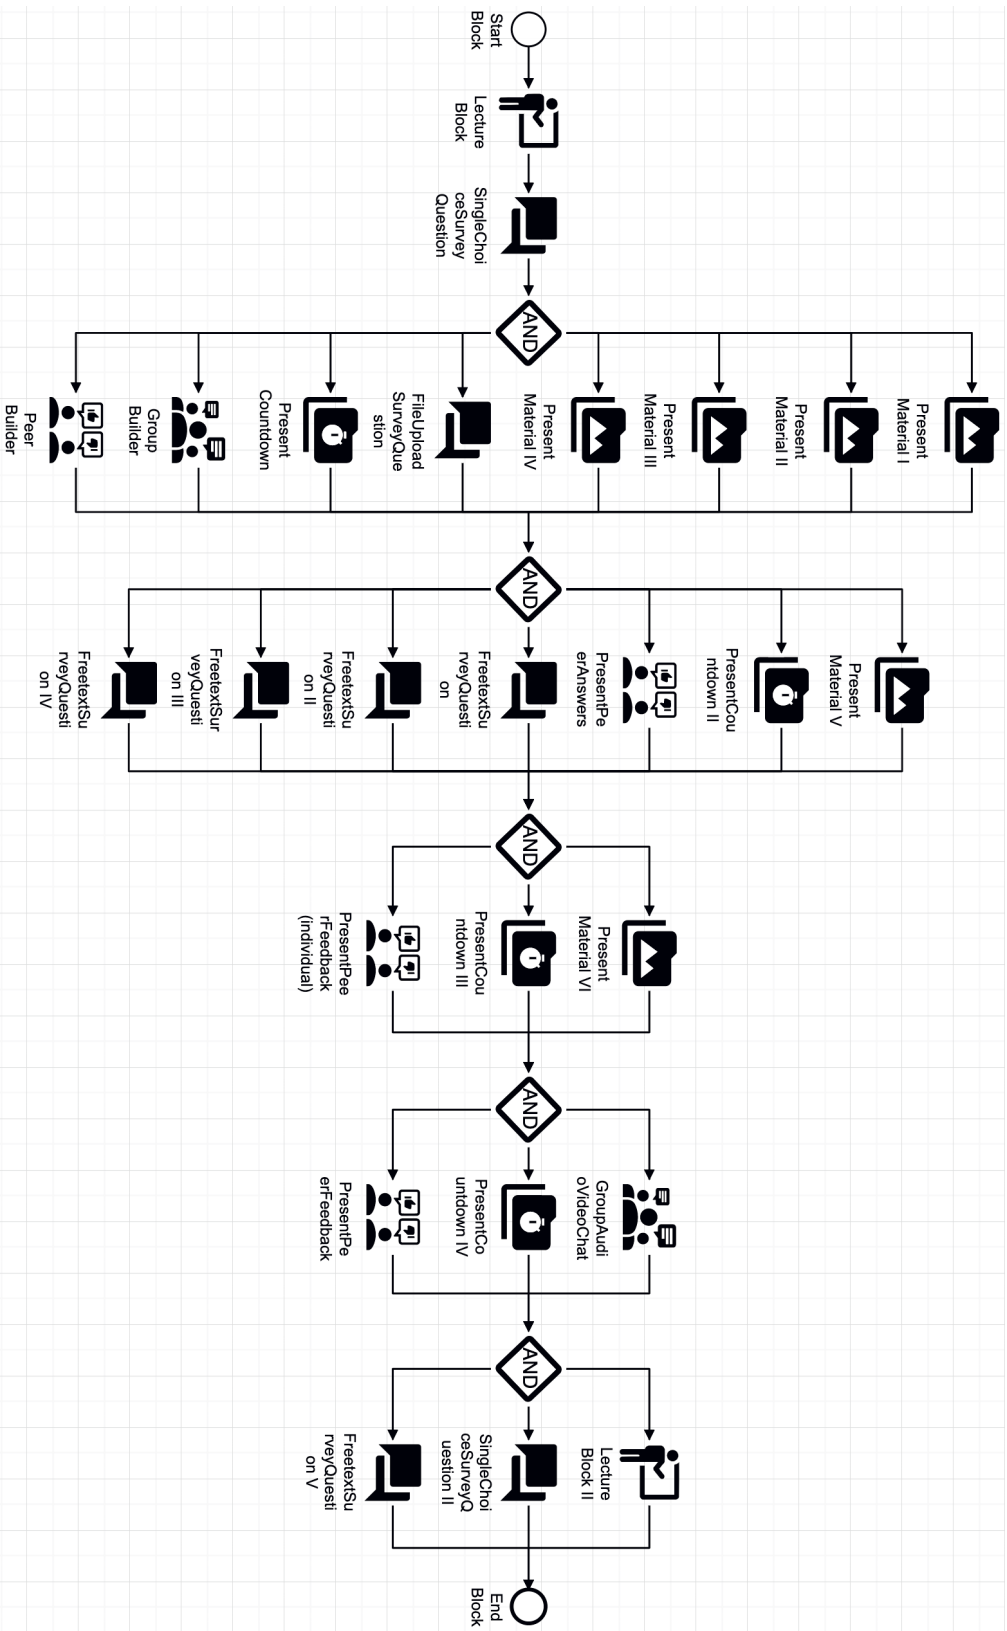 Start
Block
Lecture
Block
SingleChoi
ceSurvey
Question
AND
Present
Material I
Present
Material II
Present
Material III
Present
Material IV
FileUpload
SurveyQue
stion
Present
Countdown
Group
Builder
Peer
Builder
AND
Present
Material V
PresentCou
ntdown II
PresentPe
erAnswers
FreetextSu
rveyQuesti
on
FreetextSu
rveyQuesti
on II
FreetextSur
veyQuesti
on III
FreetextSu
rveyQuesti
on IV
AND
Present
Material VI
PresentCou
ntdown III
PresentPee
rFeedback
(individual)
AND
GroupAudi
oVideoChat
PresentCo
untdown IV
PresentPe
erFeedback
AND
Lecture
Block II
SingleChoi
ceSurveyQ
uestion II
FreetextSu
rveyQuesti
on V
End
Block